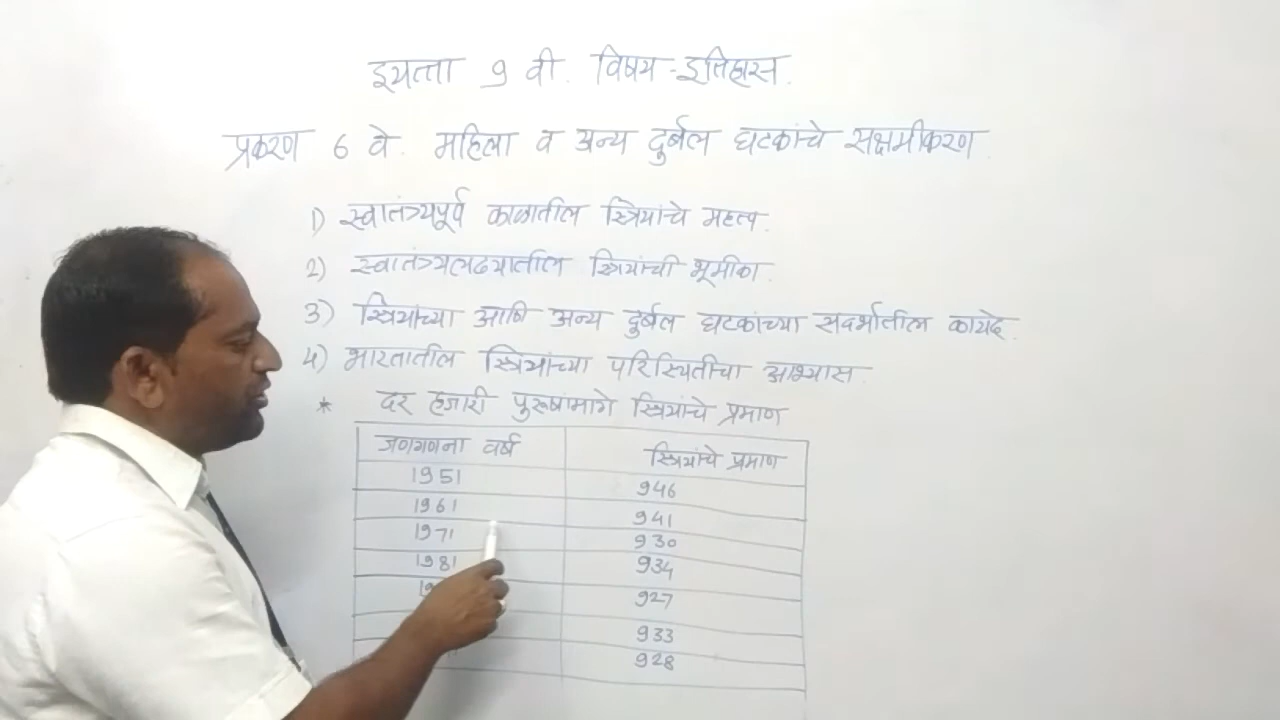 इयत्ता 9 वी. विषय-इतिहास.
प्रकरण 6 वे. महिला व अन्य दुर्बल घटकांचे सक्षमीकरण.
1) स्वातंत्र्यपूर्व काळातील स्त्रियांचे महत्व.
2) स्वातंत्र्यलढ्यातील स्त्रियांची भूमीका.
3) स्त्रियांच्या आणि अन्य दुर्बल घटकांच्या संदर्भातील कायदे.
4) भारतातील स्त्रियांच्या परिस्थितीचा अभ्यास.
* दर हजारी पुरूषांमागे स्त्रियांचे प्रमाण
जणगणना वर्ष स्त्रियांचे प्रमाण
1951 946
1961 941
1971 930
1981 934
927
933
928